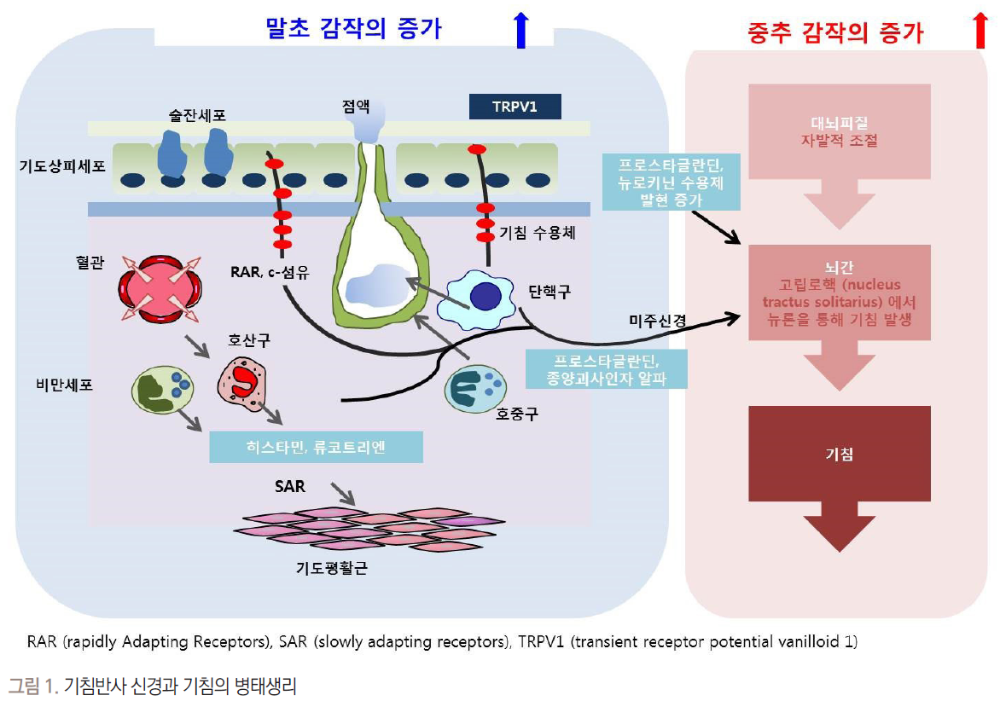 말초 감작의 증가
중추 감작의 증가
점액
TRPV1
술잔세포
기도상피세포
대뇌피질
자발적 조절
프로스타글란딘,
뉴로키닌 수용제
발현 증가
기침 수용체
혈관
RAR, c-섬유
단핵구
뇌간
고립로핵 (nucleus
tractus solitarius) 에서
뉴론을 통해 기침 발생
미주신경
호산구
프로스타글란딘,
종양괴사인자 알파
비만세포
호중구
히스타민, 류코트리엔
기침
SAR
기도평활근
RAR (rapidly Adapting Receptors), SAR (slowly adapting receptors), TRPV1 (transient receptor potential vanilloid 1)
그림 1. 기침반사 신경과 기침의 병태생리